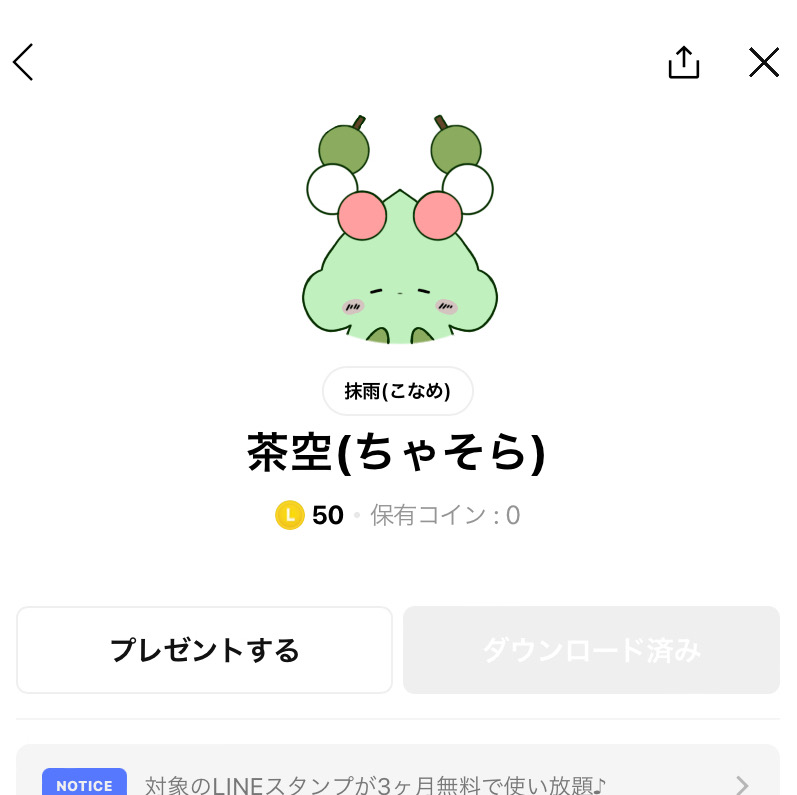 抹雨(こなめ)
茶空(ちゃそら)
L 50 • 保有コイン : 0
プレゼントする
ダウンロード済み
NOTICE 対象のLINEスタンプが3ヶ月無料で使い放題♪